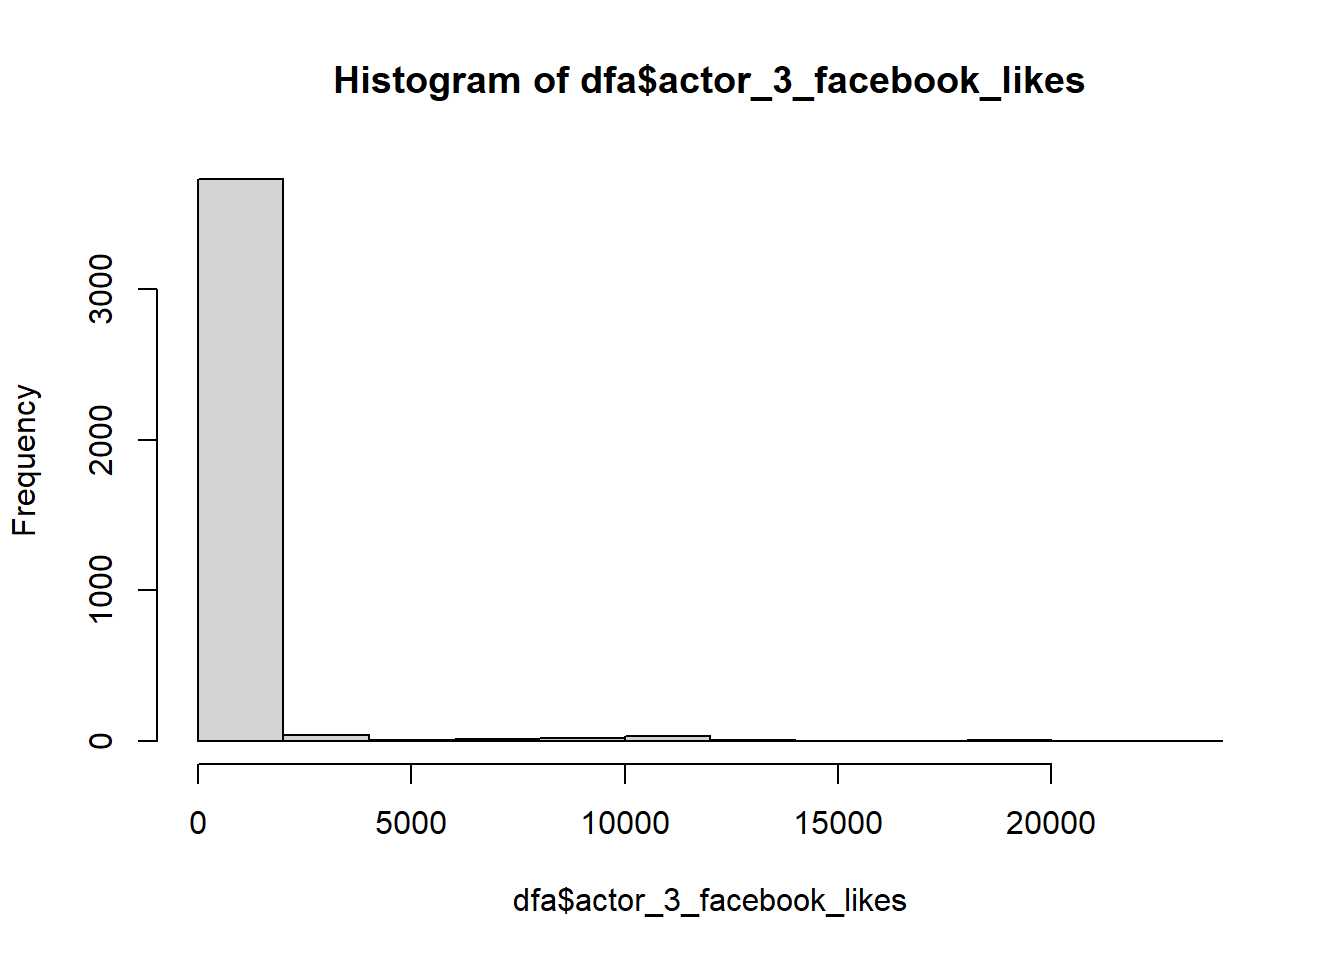 Histogram of dfa$actor_3_facebook_likes
Frequency
3000
2000
1000
0
0 5000 10000 15000 20000
dfa$actor_3_facebook_likes